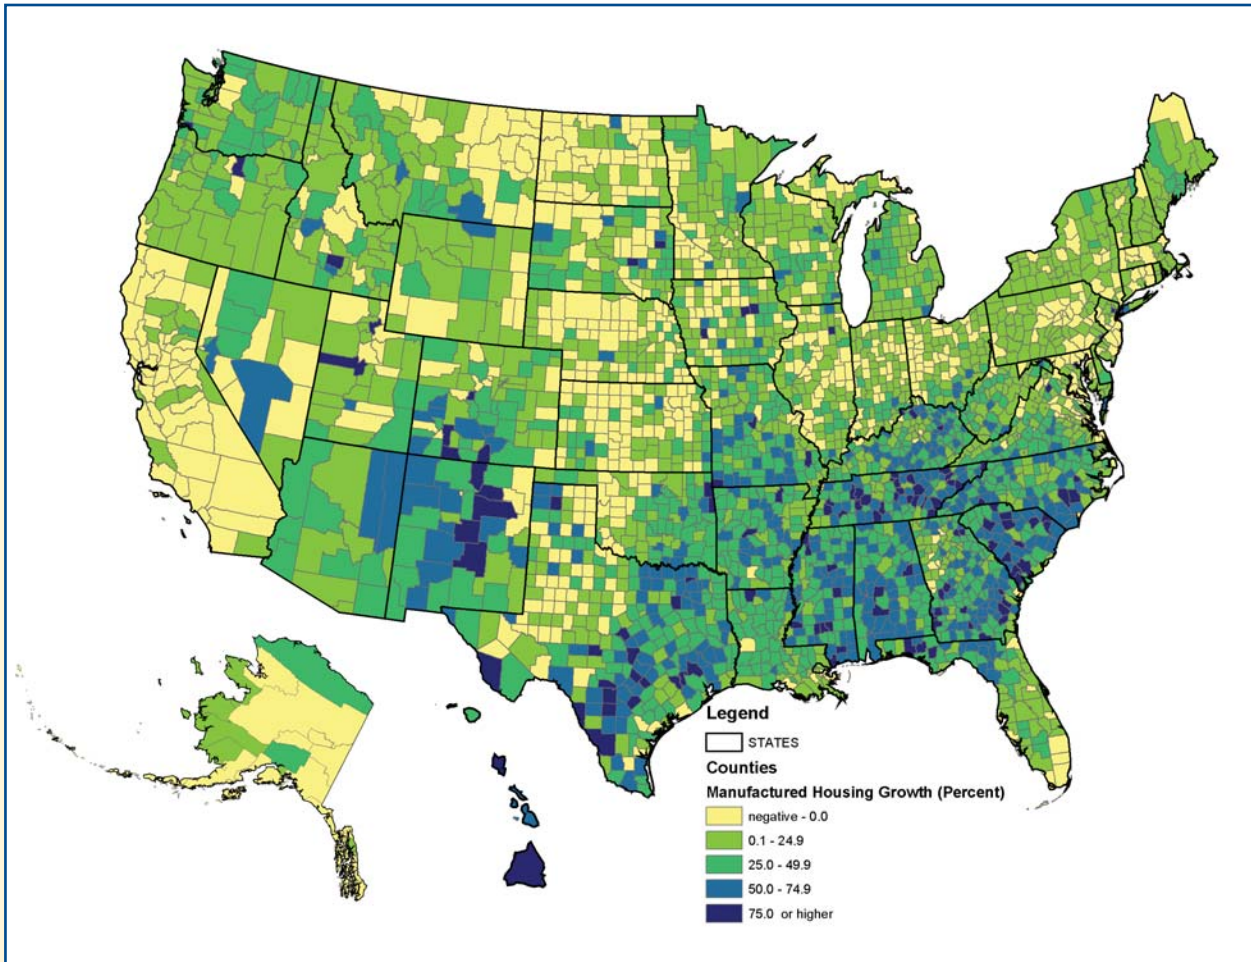 Legend
STATES
Counties
Manufactured Housing Growth (Percent)
negative - 0.0
0.1 - 24.9
25.0 - 49.9
50.0 - 74.9
75.0 or higher